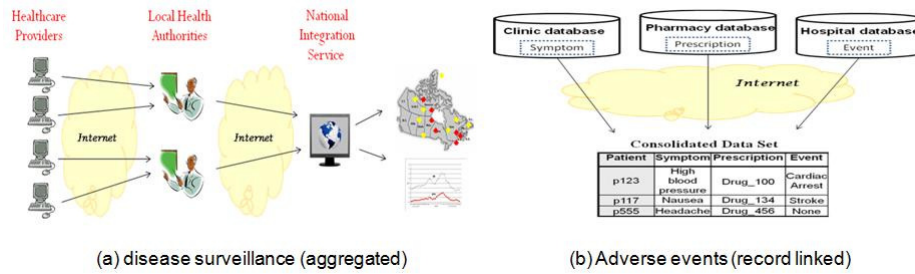 Healthcare
Providers
Local Health
Authorities
National
Integration
Service
Internet
Internet
(a) disease surveillance (aggregated)
Clinic database
Symptom
Pharmacy database
Prescription
Hospital database
Event
Internet
Consolidated Data Set
Patient Symptom Prescription Event
p123 High blood pressure Drug_100 Cardiac Arrest
p117 Nausea Drug_134 Stroke
p555 Headache Drug_456 None
(b) Adverse events (record linked)